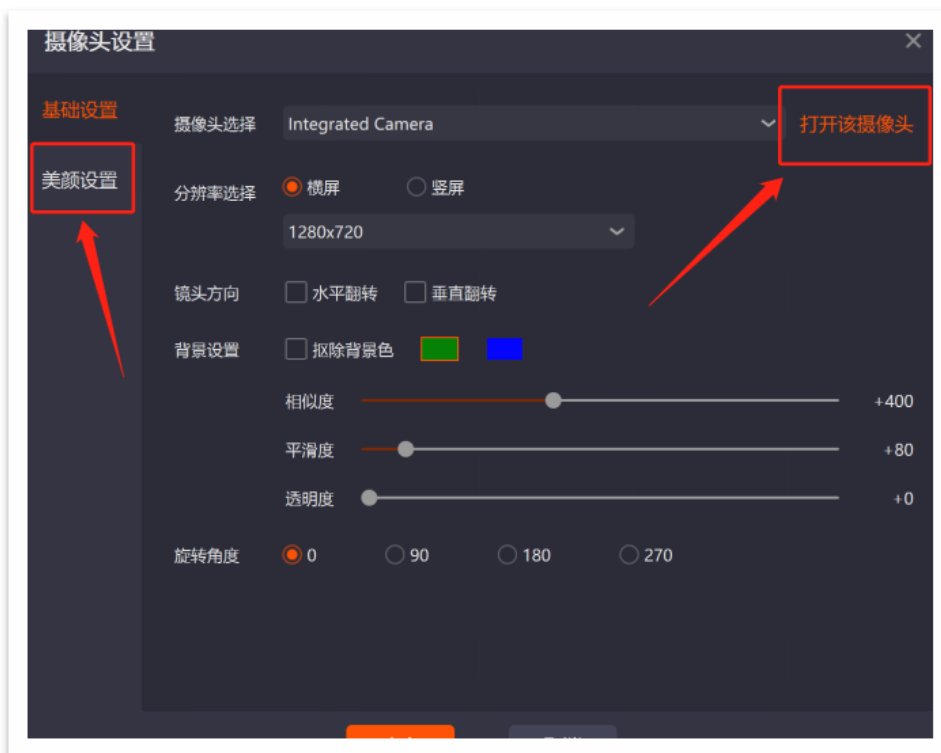 摄像头设置
基础设置
美颜设置
摄像头选择 Integrated Camera 打开该摄像头
分辨率选择 横屏 竖屏
1280x720
镜头方向 水平翻转 垂直翻转
背景设置 抠除背景色
相似度 +400
平滑度 +80
透明度 +0
旋转角度 0 90 180 270